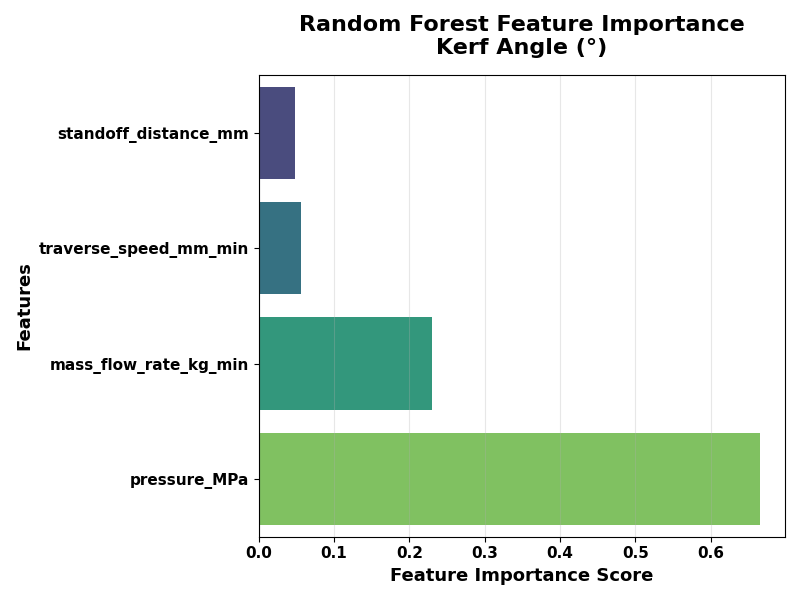 Random Forest Feature Importance
Kerf Angle (°)
Features
standoff_distance_mm
traverse_speed_mm_min
mass_flow_rate_kg_min
pressure_MPa
0.0 0.1 0.2 0.3 0.4 0.5 0.6
Feature Importance Score